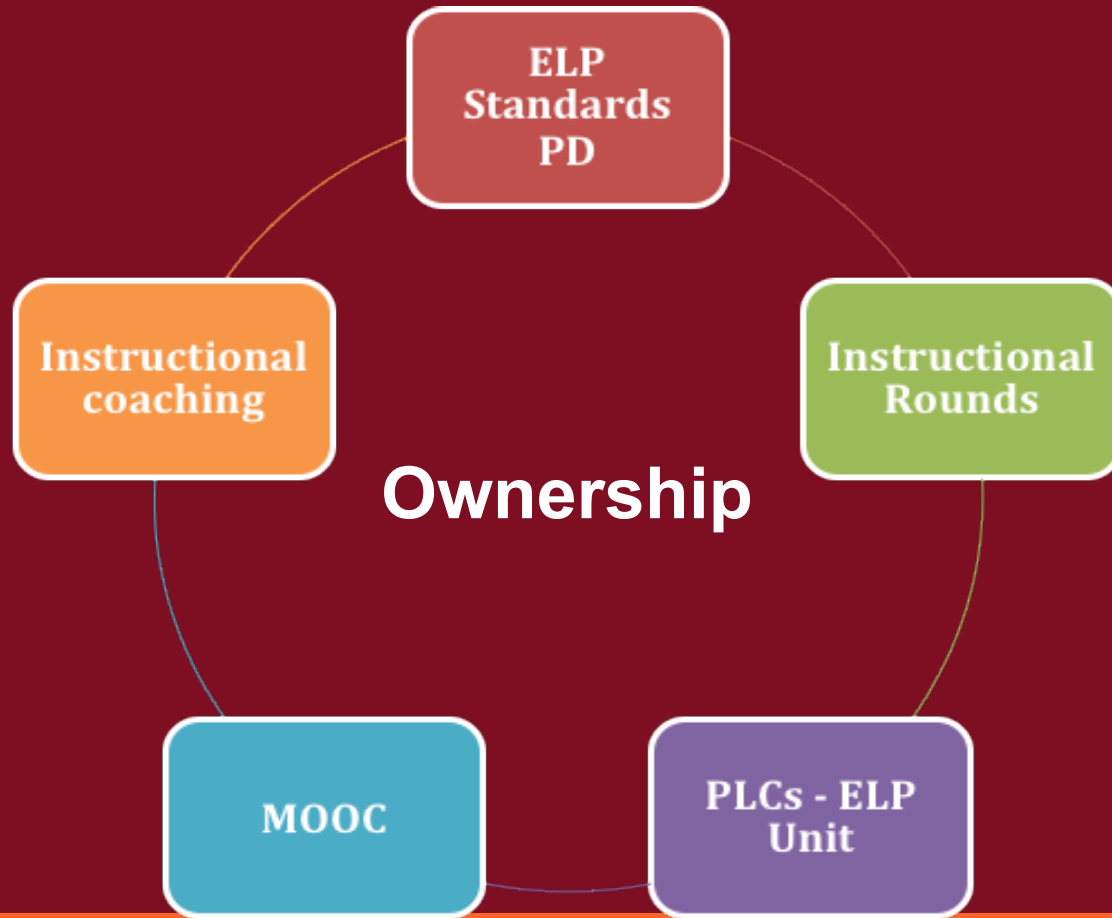 ELP
Standards
PD
Instructional
coaching
Instructional
Rounds
Ownership
MOOC
PLCs - ELP
Unit